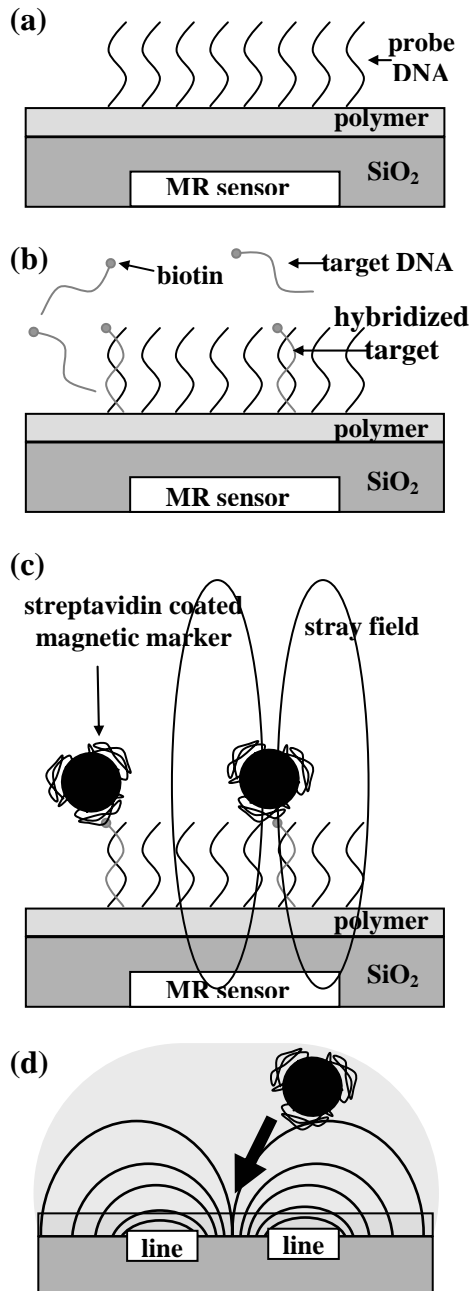 (a)
probe
DNA
polymer
SiO₂
MR sensor
(b)
biotin
target DNA
hybridized
target
polymer
SiO₂
MR sensor
(c)
streptavidin coated
magnetic marker
stray field
polymer
SiO₂
MR sensor
(d)
line
line